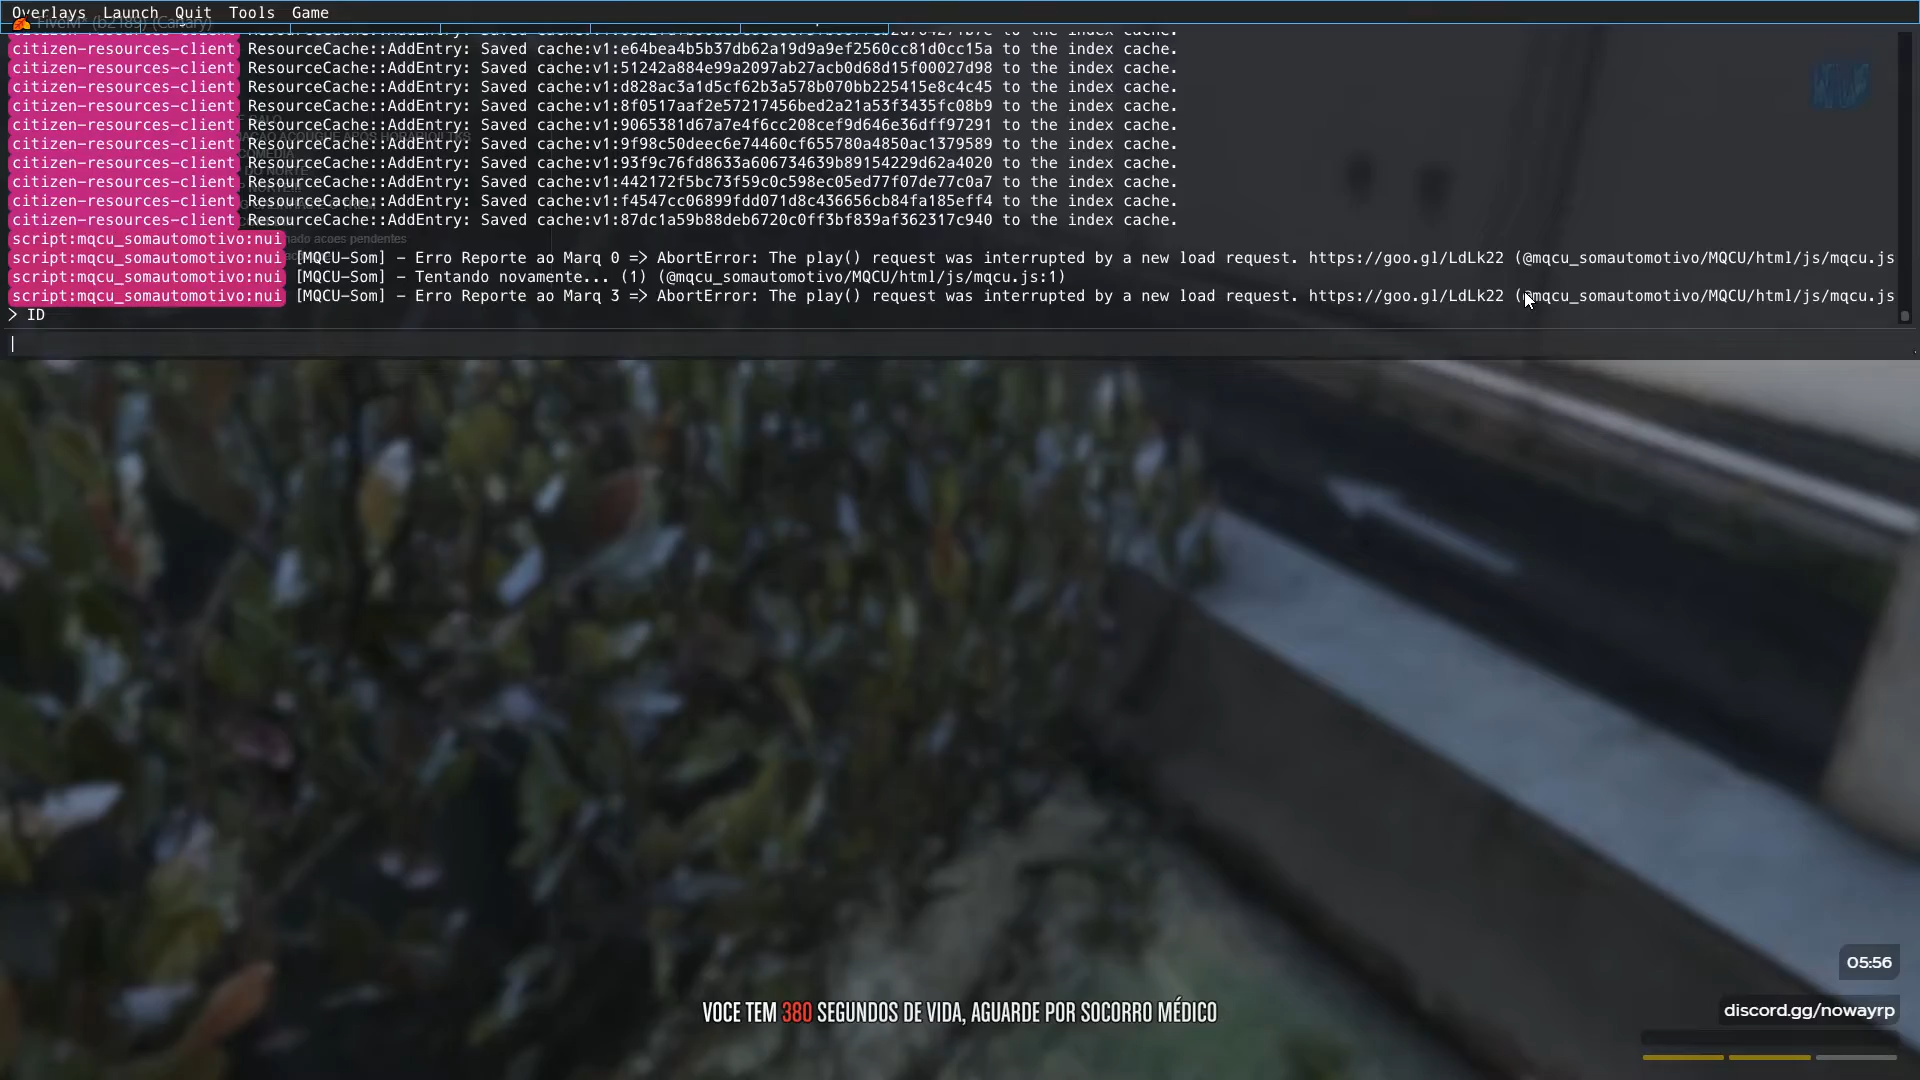 Overlays Launch Quit Tools Game
FiveM® (b2189) (Canary)
citizen-resources-client ResourceCache::AddEntry: Saved cache:v1:e64bea4b5b37db62a19d9a9ef2560cc81d0cc15a to the index cache.
citizen-resources-client ResourceCache::AddEntry: Saved cache:v1:51242a884e99a2097ab27acb0d68d15f00027d98 to the index cache.
citizen-resources-client ResourceCache::AddEntry: Saved cache:v1:d828ac3a1d5cf62b3a578b070bb225415e8c4c45 to the index cache.
citizen-resources-client ResourceCache::AddEntry: Saved cache:v1:8f0517aaf2e57217456bed2a21a53f3435fc08b9 to the index cache.
citizen-resources-client ResourceCache::AddEntry: Saved cache:v1:9065381d67a7e4f6cc208cef9d646e36dff97291 to the index cache.
citizen-resources-client ResourceCache::AddEntry: Saved cache:v1:9f98c50deec6e74460cf655780a4850ac1379589 to the index cache.
citizen-resources-client ResourceCache::AddEntry: Saved cache:v1:93f9c76fd8633a606734639b89154229d62a4020 to the index cache.
citizen-resources-client ResourceCache::AddEntry: Saved cache:v1:442172f5bc73f59c0c598ec05ed77f07de77c0a7 to the index cache.
citizen-resources-client ResourceCache::AddEntry: Saved cache:v1:f4547cc06899fdd071d8c436656cb84fa185eff4 to the index cache.
citizen-resources-client ResourceCache::AddEntry: Saved cache:v1:87dc1a59b88deb6720c0ff3bf839af362317c940 to the index cache.
script:mqcu_somautomotivo:nui
acoes pendentes
script:mqcu_somautomotivo:nui [MQCU-Som] - Erro Reporte ao Marq 0 => AbortError: The play() request was interrupted by a new load request. https://goo.gl/LdLk22 (@mqcu_somautomotivo/MQCU/html/js/mqcu.js
script:mqcu_somautomotivo:nui [MQCU-Som] - Tentando novamente... (1) (@mqcu_somautomotivo/MQCU/html/js/mqcu.js:1)
script:mqcu_somautomotivo:nui [MQCU-Som] - Erro Reporte ao Marq 3 => AbortError: The play() request was interrupted by a new load request. https://goo.gl/LdLk22 (@mqcu_somautomotivo/MQCU/html/js/mqcu.js
> ID
05:56
VOCE TEM 380 SEGUNDOS DE VIDA, AGUARDE POR SOCORRO MÉDICO
discord.gg/nowayrp